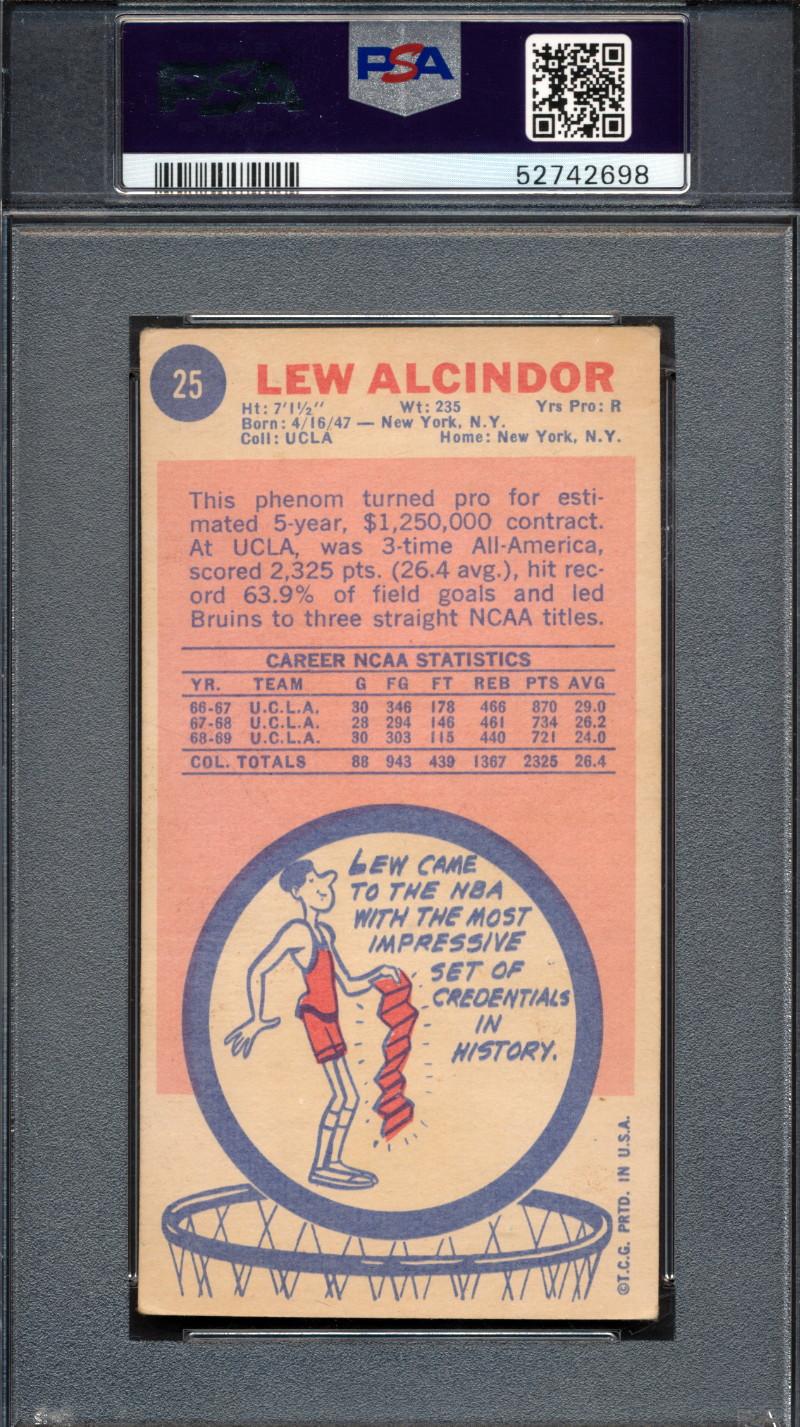 PSA
PSA
52742698
25
LEW ALCINDOR
Ht: 7'1½" Wt: 235 Yrs Pro: R
Born: 4/16/47 — New York, N.Y.
Coll: UCLA Home: New York, N.Y.
This phenom turned pro for esti-
mated 5-year, $1,250,000 contract.
At UCLA, was 3-time All-America,
scored 2,325 pts. (26.4 avg.), hit rec-
ord 63.9% of field goals and led
Bruins to three straight NCAA titles.
CAREER NCAA STATISTICS
YR. TEAM G FG FT REB PTS AVG
66-67 U.C.L.A. 30 346 178 466 870 29.0
67-68 U.C.L.A. 28 294 146 461 734 26.2
68-69 U.C.L.A. 30 303 115 440 721 24.0
COL. TOTALS 88 943 439 1367 2325 26.4
LEW CAME
TO THE NBA
WITH THE MOST
IMPRESSIVE
SET OF
CREDENTIALS
IN
HISTORY.
©T.C.G. PRTD. IN U.S.A.